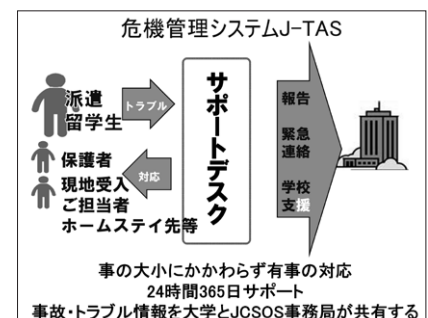 危機管理システムJ-TAS
派遣
留学生
トラブル
サポートデスク
報告
緊急
連絡
学校
支援
保護者
現地受入
ご担当者
ホームステイ先等
対応
事の大小にかかわらず有事の対応
24時間365日サポート
事故・トラブル情報を大学とJCSOS事務局が共有する